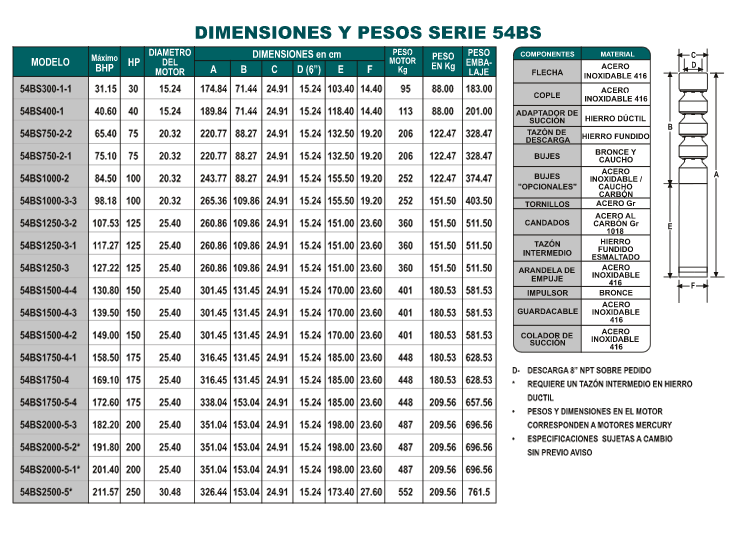 DIMENSIONES Y PESOS SERIE 54BS
MODELO Máximo BHP HP DIAMETRO DEL MOTOR DIMENSIONES en cm PESO MOTOR Kg PESO EN Kg PESO EMBA- LAJE
A B C D (6") E F
54BS300-1-1 31.15 30 15.24 174.84 71.44 24.91 15.24 103.40 14.40 95 88.00 183.00
54BS400-1 40.60 40 15.24 189.84 71.44 24.91 15.24 118.40 14.40 113 88.00 201.00
54BS750-2-2 65.40 75 20.32 220.77 88.27 24.91 15.24 132.50 19.20 206 122.47 328.47
54BS750-2-1 75.10 75 20.32 220.77 88.27 24.91 15.24 132.50 19.20 206 122.47 328.47
54BS1000-2 84.50 100 20.32 243.77 88.27 24.91 15.24 155.50 19.20 252 122.47 374.47
54BS1000-3-3 98.18 100 20.32 265.36 109.86 24.91 15.24 155.50 19.20 252 151.50 403.50
54BS1250-3-2 107.53 125 25.40 260.86 109.86 24.91 15.24 151.00 23.60 360 151.50 511.50
54BS1250-3-1 117.27 125 25.40 260.86 109.86 24.91 15.24 151.00 23.60 360 151.50 511.50
54BS1250-3 127.22 125 25.40 260.86 109.86 24.91 15.24 151.00 23.60 360 151.50 511.50
54BS1500-4-4 130.80 150 25.40 301.45 131.45 24.91 15.24 170.00 23.60 401 180.53 581.53
54BS1500-4-3 139.50 150 25.40 301.45 131.45 24.91 15.24 170.00 23.60 401 180.53 581.53
54BS1500-4-2 149.00 150 25.40 301.45 131.45 24.91 15.24 170.00 23.60 401 180.53 581.53
54BS1750-4-1 158.50 175 25.40 316.45 131.45 24.91 15.24 185.00 23.60 448 180.53 628.53
54BS1750-4 169.10 175 25.40 316.45 131.45 24.91 15.24 185.00 23.60 448 180.53 628.53
54BS1750-5-4 172.60 175 25.40 338.04 153.04 24.91 15.24 185.00 23.60 448 209.56 657.56
54BS2000-5-3 182.20 200 25.40 351.04 153.04 24.91 15.24 198.00 23.60 487 209.56 696.56
54BS2000-5-2* 191.80 200 25.40 351.04 153.04 24.91 15.24 198.00 23.60 487 209.56 696.56
54BS2000-5-1* 201.40 200 25.40 351.04 153.04 24.91 15.24 198.00 23.60 487 209.56 696.56
54BS2500-5* 211.57 250 30.48 326.44 153.04 24.91 15.24 173.40 27.60 552 209.56 761.5
COMPONENTES MATERIAL
FLECHA ACERO INOXIDABLE 416
COPLE ACERO INOXIDABLE 416
ADAPTADOR DE SUCCIÓN HIERRO DÚCTIL
TAZÓN DE DESCARGA HIERRO FUNDIDO
BUJES BRONCE Y CAUCHO
BUJES "OPCIONALES" ACERO INOXIDABLE / CAUCHO CARBÓN
TORNILLOS ACERO Gr
CANDADOS ACERO AL CARBÓN Gr 1018
TAZÓN INTERMEDIO HIERRO FUNDIDO ESMALTADO
ARANDELA DE EMPUJE ACERO INOXIDABLE 416
IMPULSOR BRONCE
GUARDACABLE ACERO INOXIDABLE 416
COLADOR DE SUCCIÓN ACERO INOXIDABLE 416
C
D
B
A
E
F
D- DESCARGA 8" NPT SOBRE PEDIDO
* REQUIERE UN TAZÓN INTERMEDIO EN HIERRO
DUCTIL
• PESOS Y DIMENSIONES EN EL MOTOR
CORRESPONDEN A MOTORES MERCURY
• ESPECIFICACIONES SUJETAS A CAMBIO
SIN PREVIO AVISO